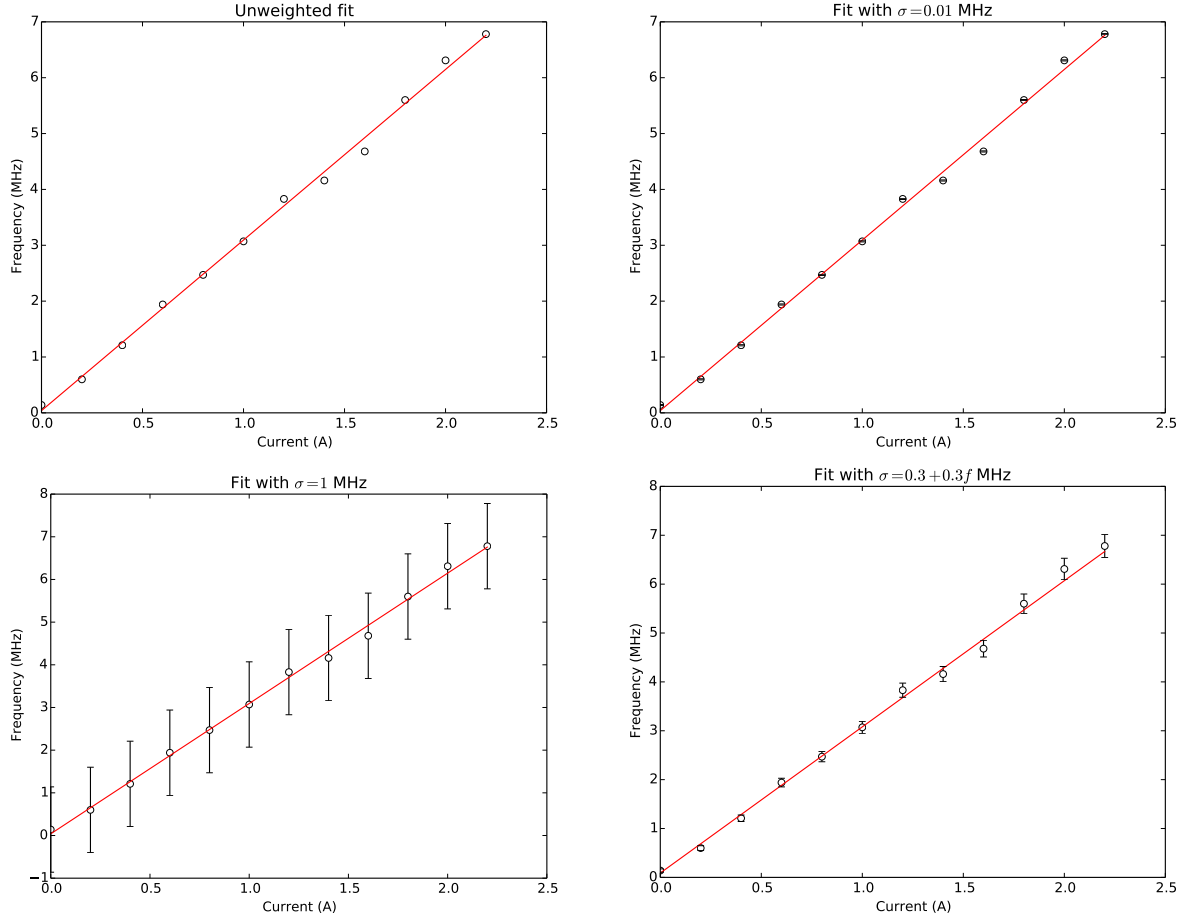 Unweighted fit
7
6
5
4
3
2
1
0
Frequency (MHz)
0.0 0.5 1.0 1.5 2.0 2.5
Current (A)
Fit with σ=0.01 MHz
7
6
5
4
3
2
1
0
Frequency (MHz)
0.0 0.5 1.0 1.5 2.0 2.5
Current (A)
Fit with σ=1 MHz
8
7
6
5
4
3
2
1
0
−1
Frequency (MHz)
0.0 0.5 1.0 1.5 2.0 2.5
Current (A)
Fit with σ=0.3+0.3f MHz
8
7
6
5
4
3
2
1
0
Frequency (MHz)
0.0 0.5 1.0 1.5 2.0 2.5
Current (A)